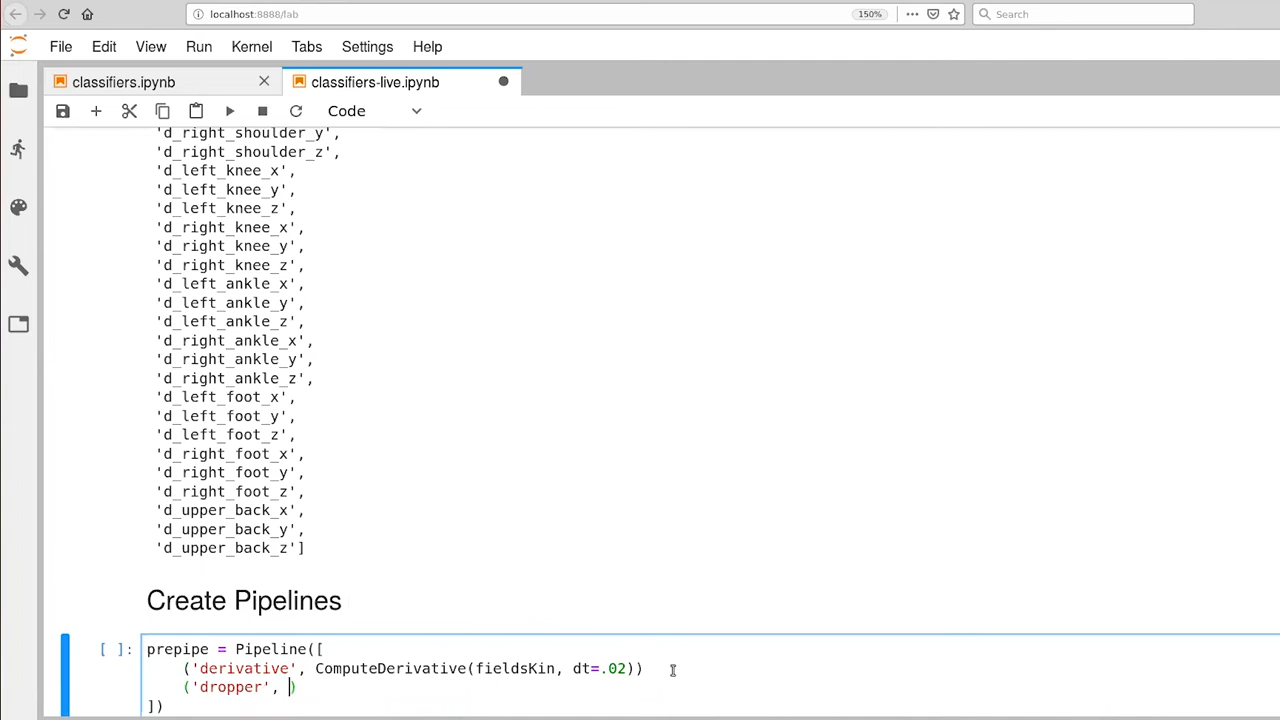 localhost:8888/lab
150%
Search
File Edit View Run Kernel Tabs Settings Help
classifiers.ipynb
classifiers-live.ipynb
Code
'd_right_shoulder_y',
'd_right_shoulder_z',
'd_left_knee_x',
'd_left_knee_y',
'd_left_knee_z',
'd_right_knee_x',
'd_right_knee_y',
'd_right_knee_z',
'd_left_ankle_x',
'd_left_ankle_y',
'd_left_ankle_z',
'd_right_ankle_x',
'd_right_ankle_y',
'd_right_ankle_z',
'd_left_foot_x',
'd_left_foot_y',
'd_left_foot_z',
'd_right_foot_x',
'd_right_foot_y',
'd_right_foot_z',
'd_upper_back_x',
'd_upper_back_y',
'd_upper_back_z']
Create Pipelines
[ ]: prepipe = Pipeline([
('derivative', ComputeDerivative(fieldsKin, dt=.02))
('dropper', )
])